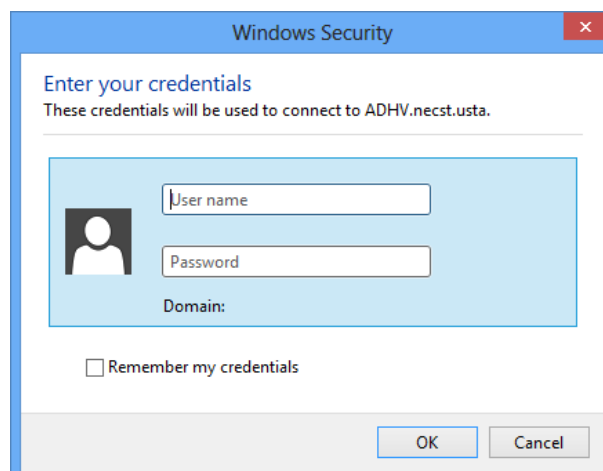 Windows Security
Enter your credentials
These credentials will be used to connect to ADHV.necst.usta.
User name
Password
Domain:
Remember my credentials
OK
Cancel